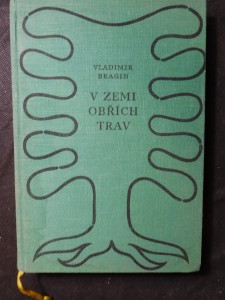 VLADIMIR
BRAGIN
V ZEMI
OBŘÍCH
TRAV